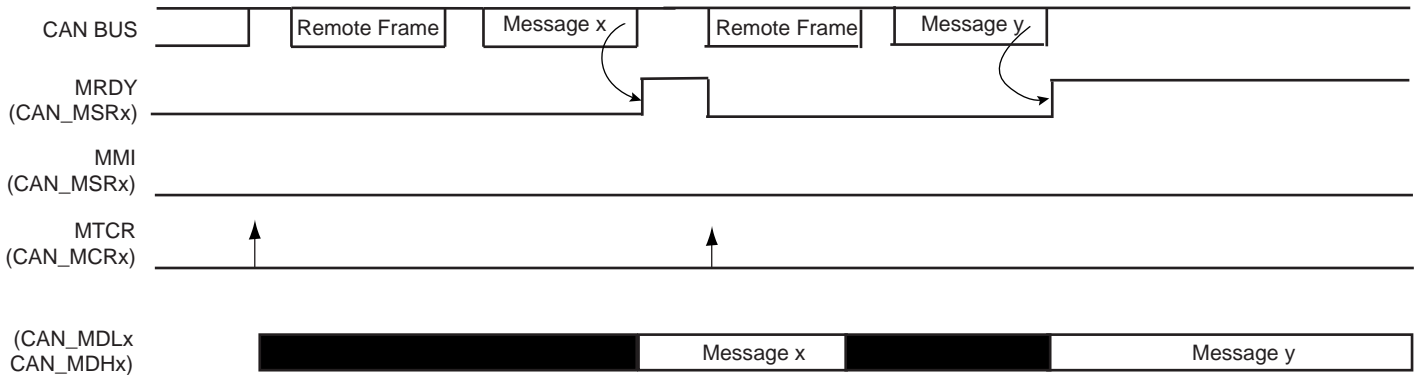 CAN BUS
Remote Frame
Message x
Remote Frame
Message y
MRDY
(CAN_MSRx)
MMI
(CAN_MSRx)
MTCR
(CAN_MCRx)
(CAN_MDLx
CAN_MDHx)
Message x
Message y